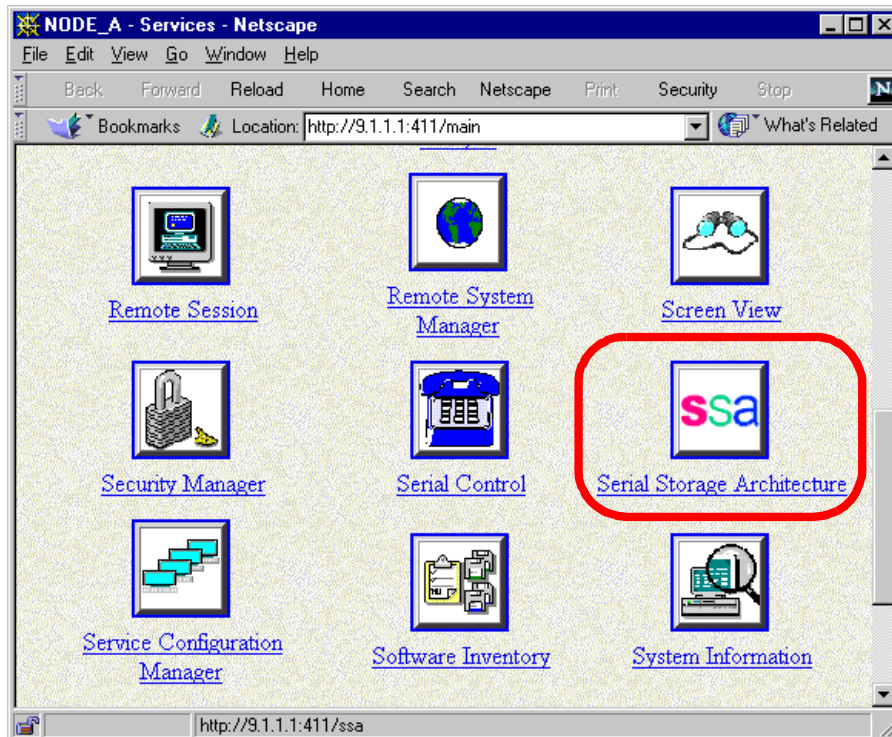 NODE_A - Services - Netscape
File Edit View Go Window Help
Back Forward Reload Home Search Netscape Print Security Stop N
Bookmarks Location: http://9.1.1.1:411/main What's Related
Remote Session
Remote System
Manager
Screen View
ssa
Security Manager
Serial Control
Serial Storage Architecture
Service Configuration
Manager
Software Inventory
System Information
http://9.1.1.1:411/ssa